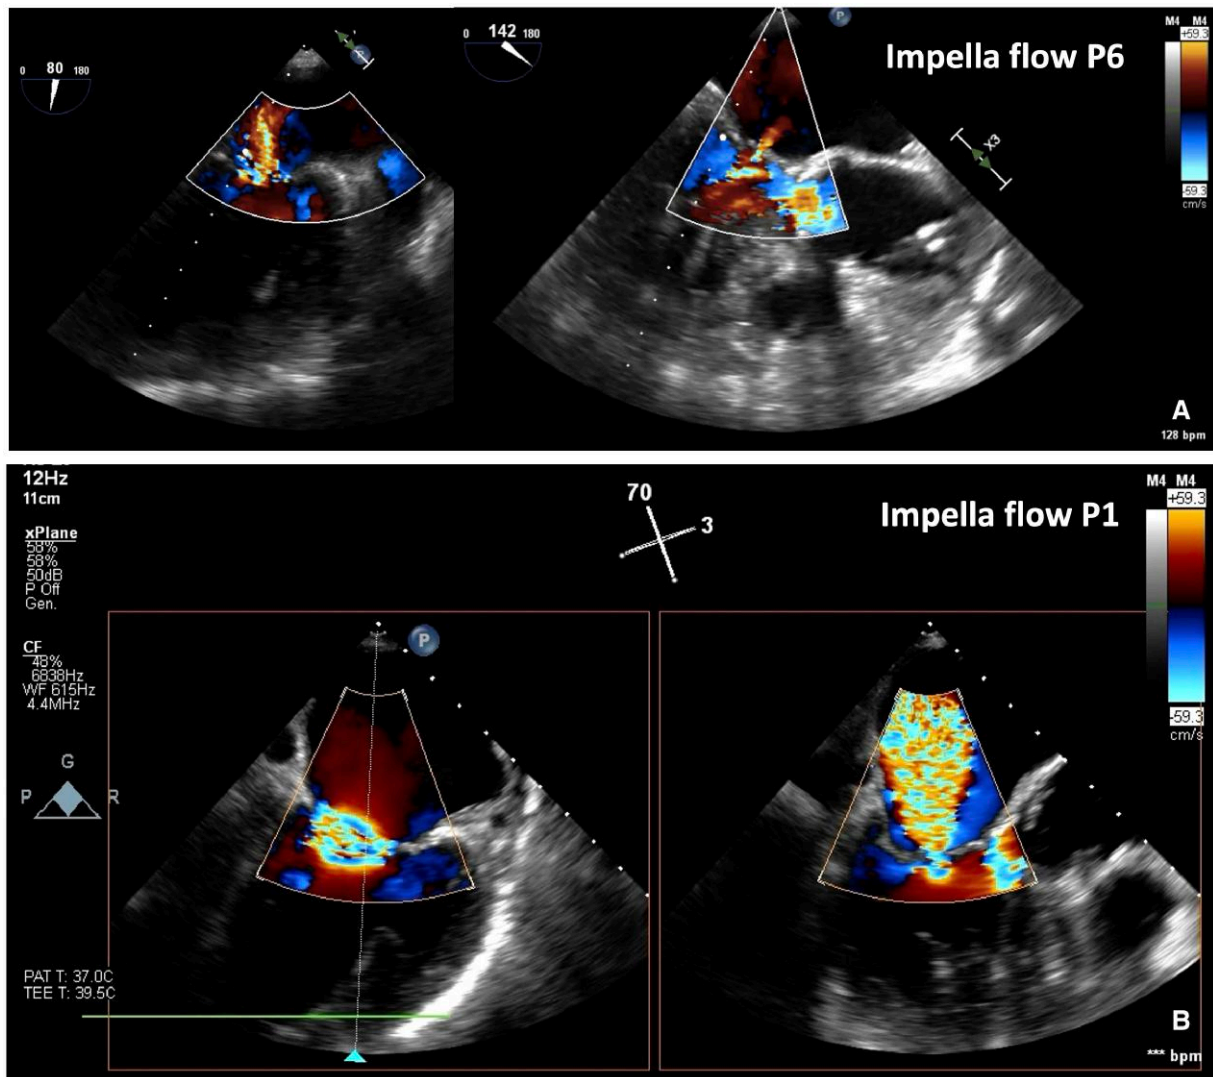 0 80 180
P
0 142 180
P
Impella flow P6
M4 M4
+59.3
X3
-59.3
cm/s
A
128 bpm
12Hz
11cm
70
3
Impella flow P1
M4 M4
+59.3
xPlane
58%
58%
50dB
P Off
Gen.
P
CF
48%
6838Hz
WF 615Hz
4.4MHz
-59.3
cm/s
G
P R
PAT T: 37.0C
TEE T: 39.5C
B
*** bpm